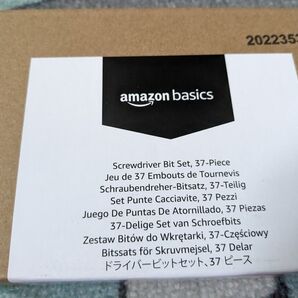 2022353
amazon basics
Screwdriver Bit Set, 37-Piece
Jeu de 37 Embouts de Tournevis
Schraubendreher-Bitsatz, 37-Teilig
Set Punte Cacciavite, 37 Pezzi
Juego De Puntas De Atornillado, 37 Piezas
37-Delige Set van Schroefbits
Zestaw Bitów do Wkrętarki, 37-Częściowy
Bitssats för Skruvmejsel, 37 Delar
ドライバービットセット、37 ピース